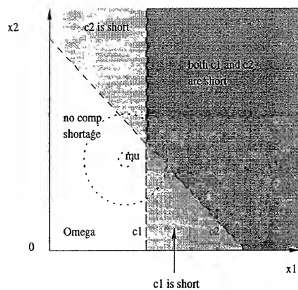 x2
c2 is short
both c1 and c2
are short
no comp.
shortage
mu
Omega
c1
c2
0
x1
c1 is short